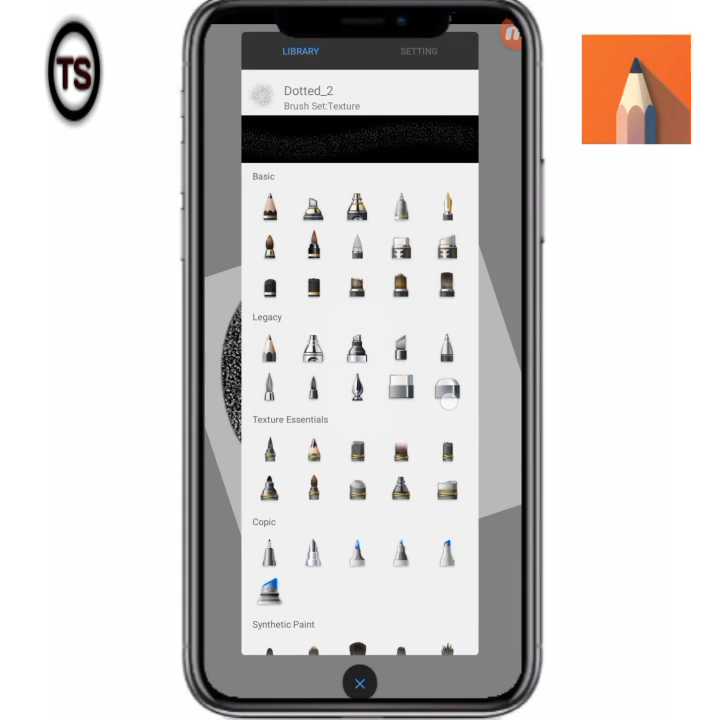 TS
LIBRARY
SETTING
Dotted_2
Brush Set:Texture
Basic
Legacy
Texture Essentials
Copic
Synthetic Paint